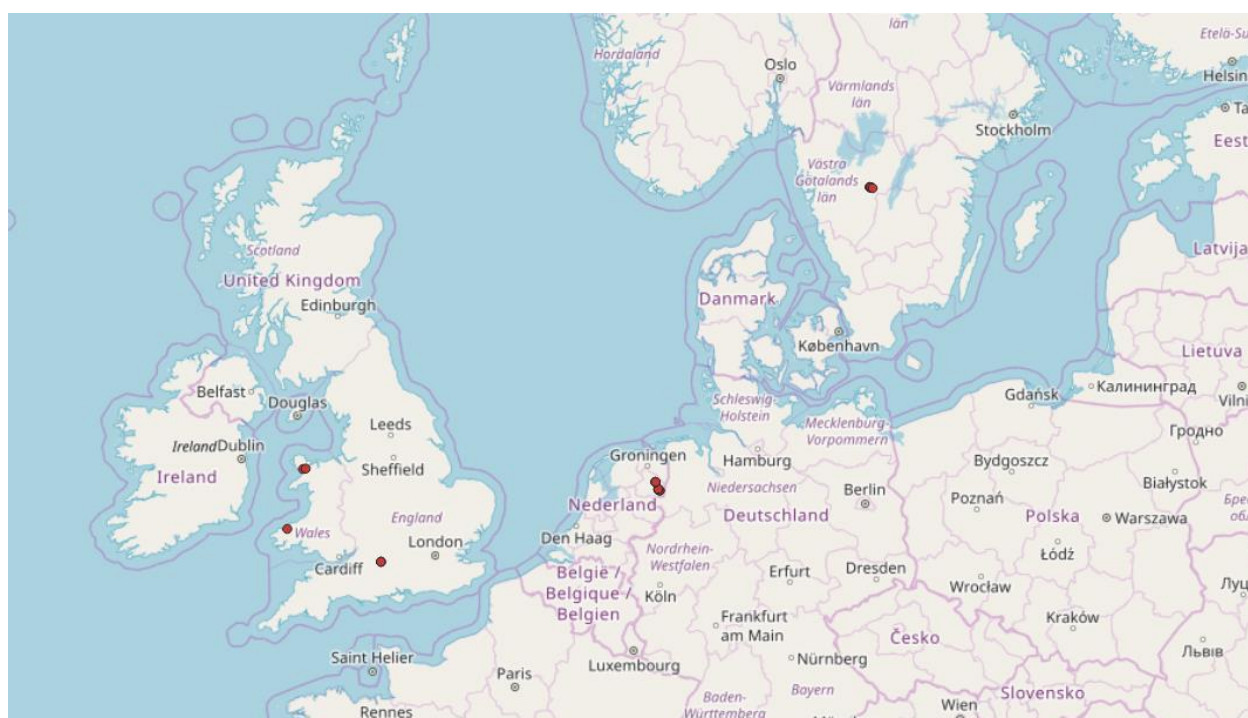 Hordaland
Oslo
Värmlands
län
Stockholm
Etelä-Su
Helsin
Ta
Eest
Västra
Götalands
län
Scotland
United Kingdom
Edinburgh
Latvija
Danmark
København
Lietuva
Belfast
Douglas
Schleswig-
Holstein
Mecklenburg-
Vorpommern
Gdańsk
Калининград
Vilni
Гродно
IrelandDublin
Ireland
Leeds
Sheffield
Groningen
Hamburg
Niedersachsen
Bydgoszcz
Białystok
Nederland
England
Wales
London
Cardiff
Den Haag
Deutschland
Berlin
Poznań
Polska
Warszawa
Брес
обл
Łódź
Nordrhein-
Westfalen
België /
Belgique /
Belgien
Köln
Erfurt
Dresden
Wrocław
Луц
Kraków
Frankfurt
am Main
Česko
Львів
Saint Helier
Paris
Luxembourg
Nürnberg
Rennes
Baden-
Württemberg
Bayern
Wien
Slovensko